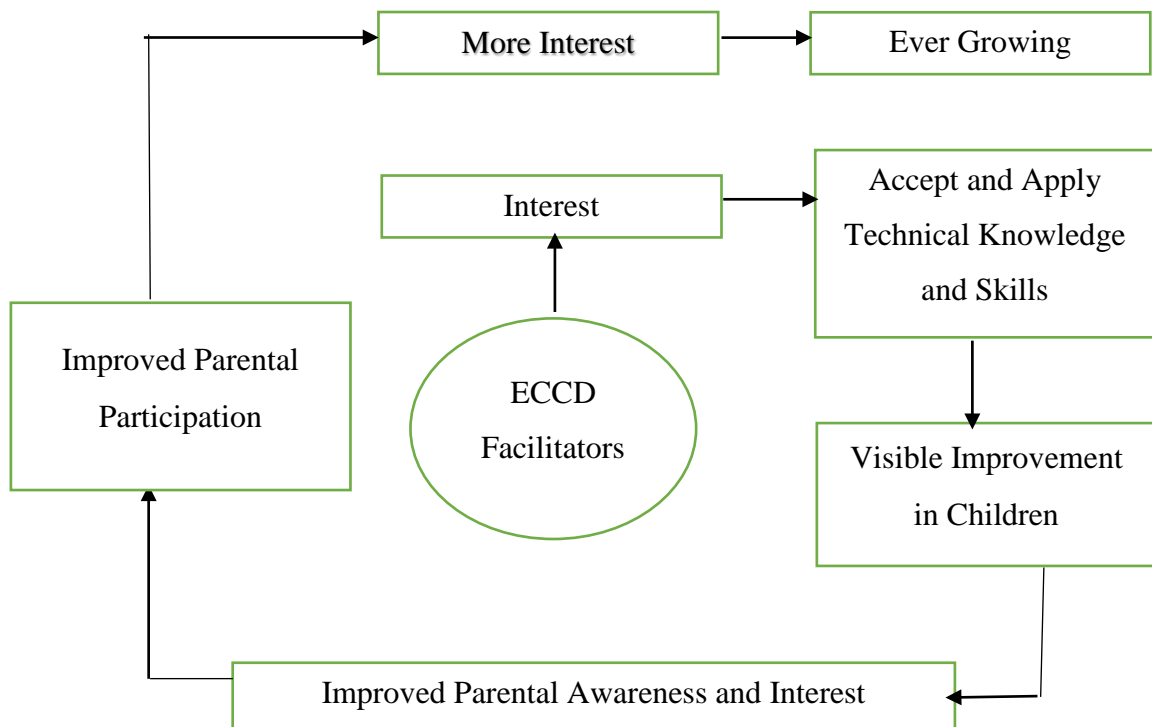 More Interest
Ever Growing
Interest
Accept and Apply
Technical Knowledge
and Skills
Improved Parental
Participation
ECCD
Facilitators
Visible Improvement
in Children
Improved Parental Awareness and Interest